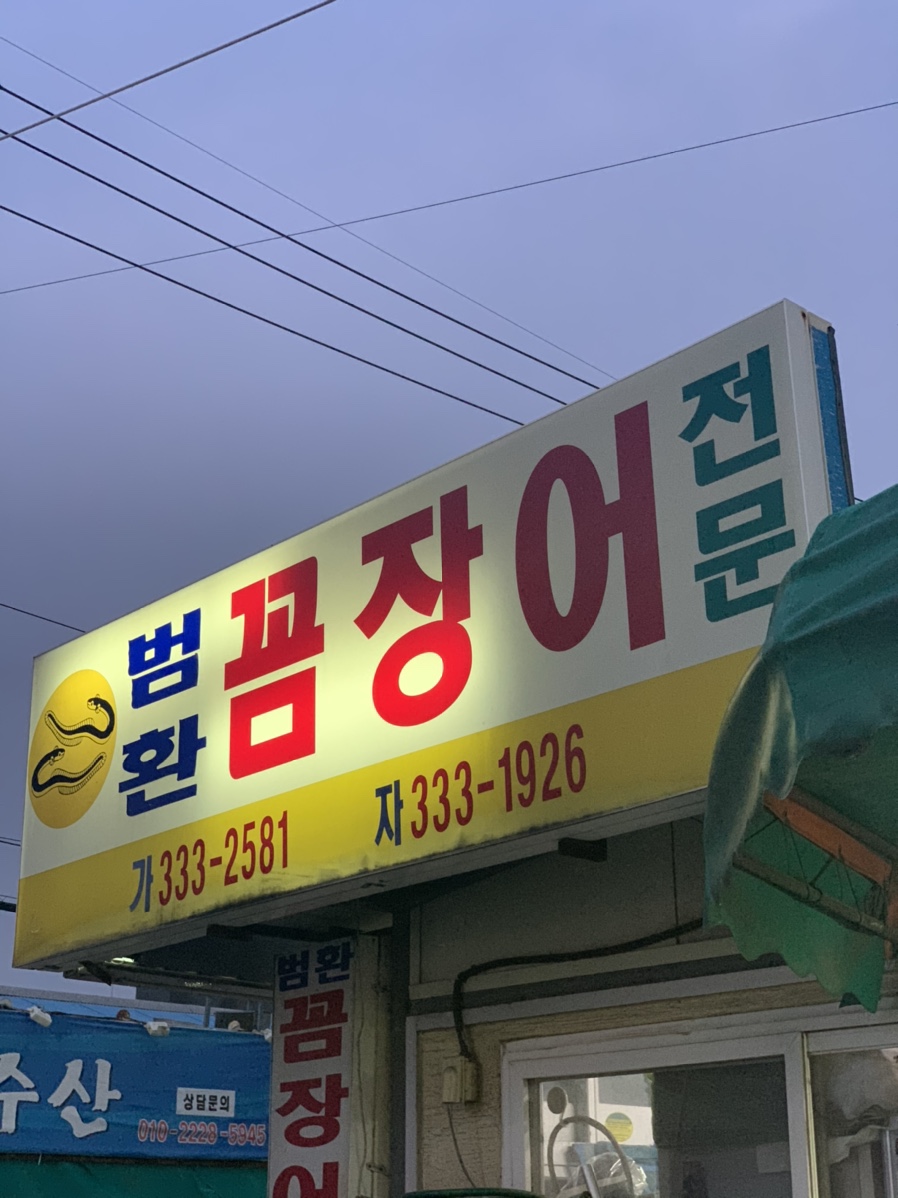 범환 꼼장어 전문
가 333-2581 자 333-1926
범환
꼼장어
수산
상담문의
010-2228-5945